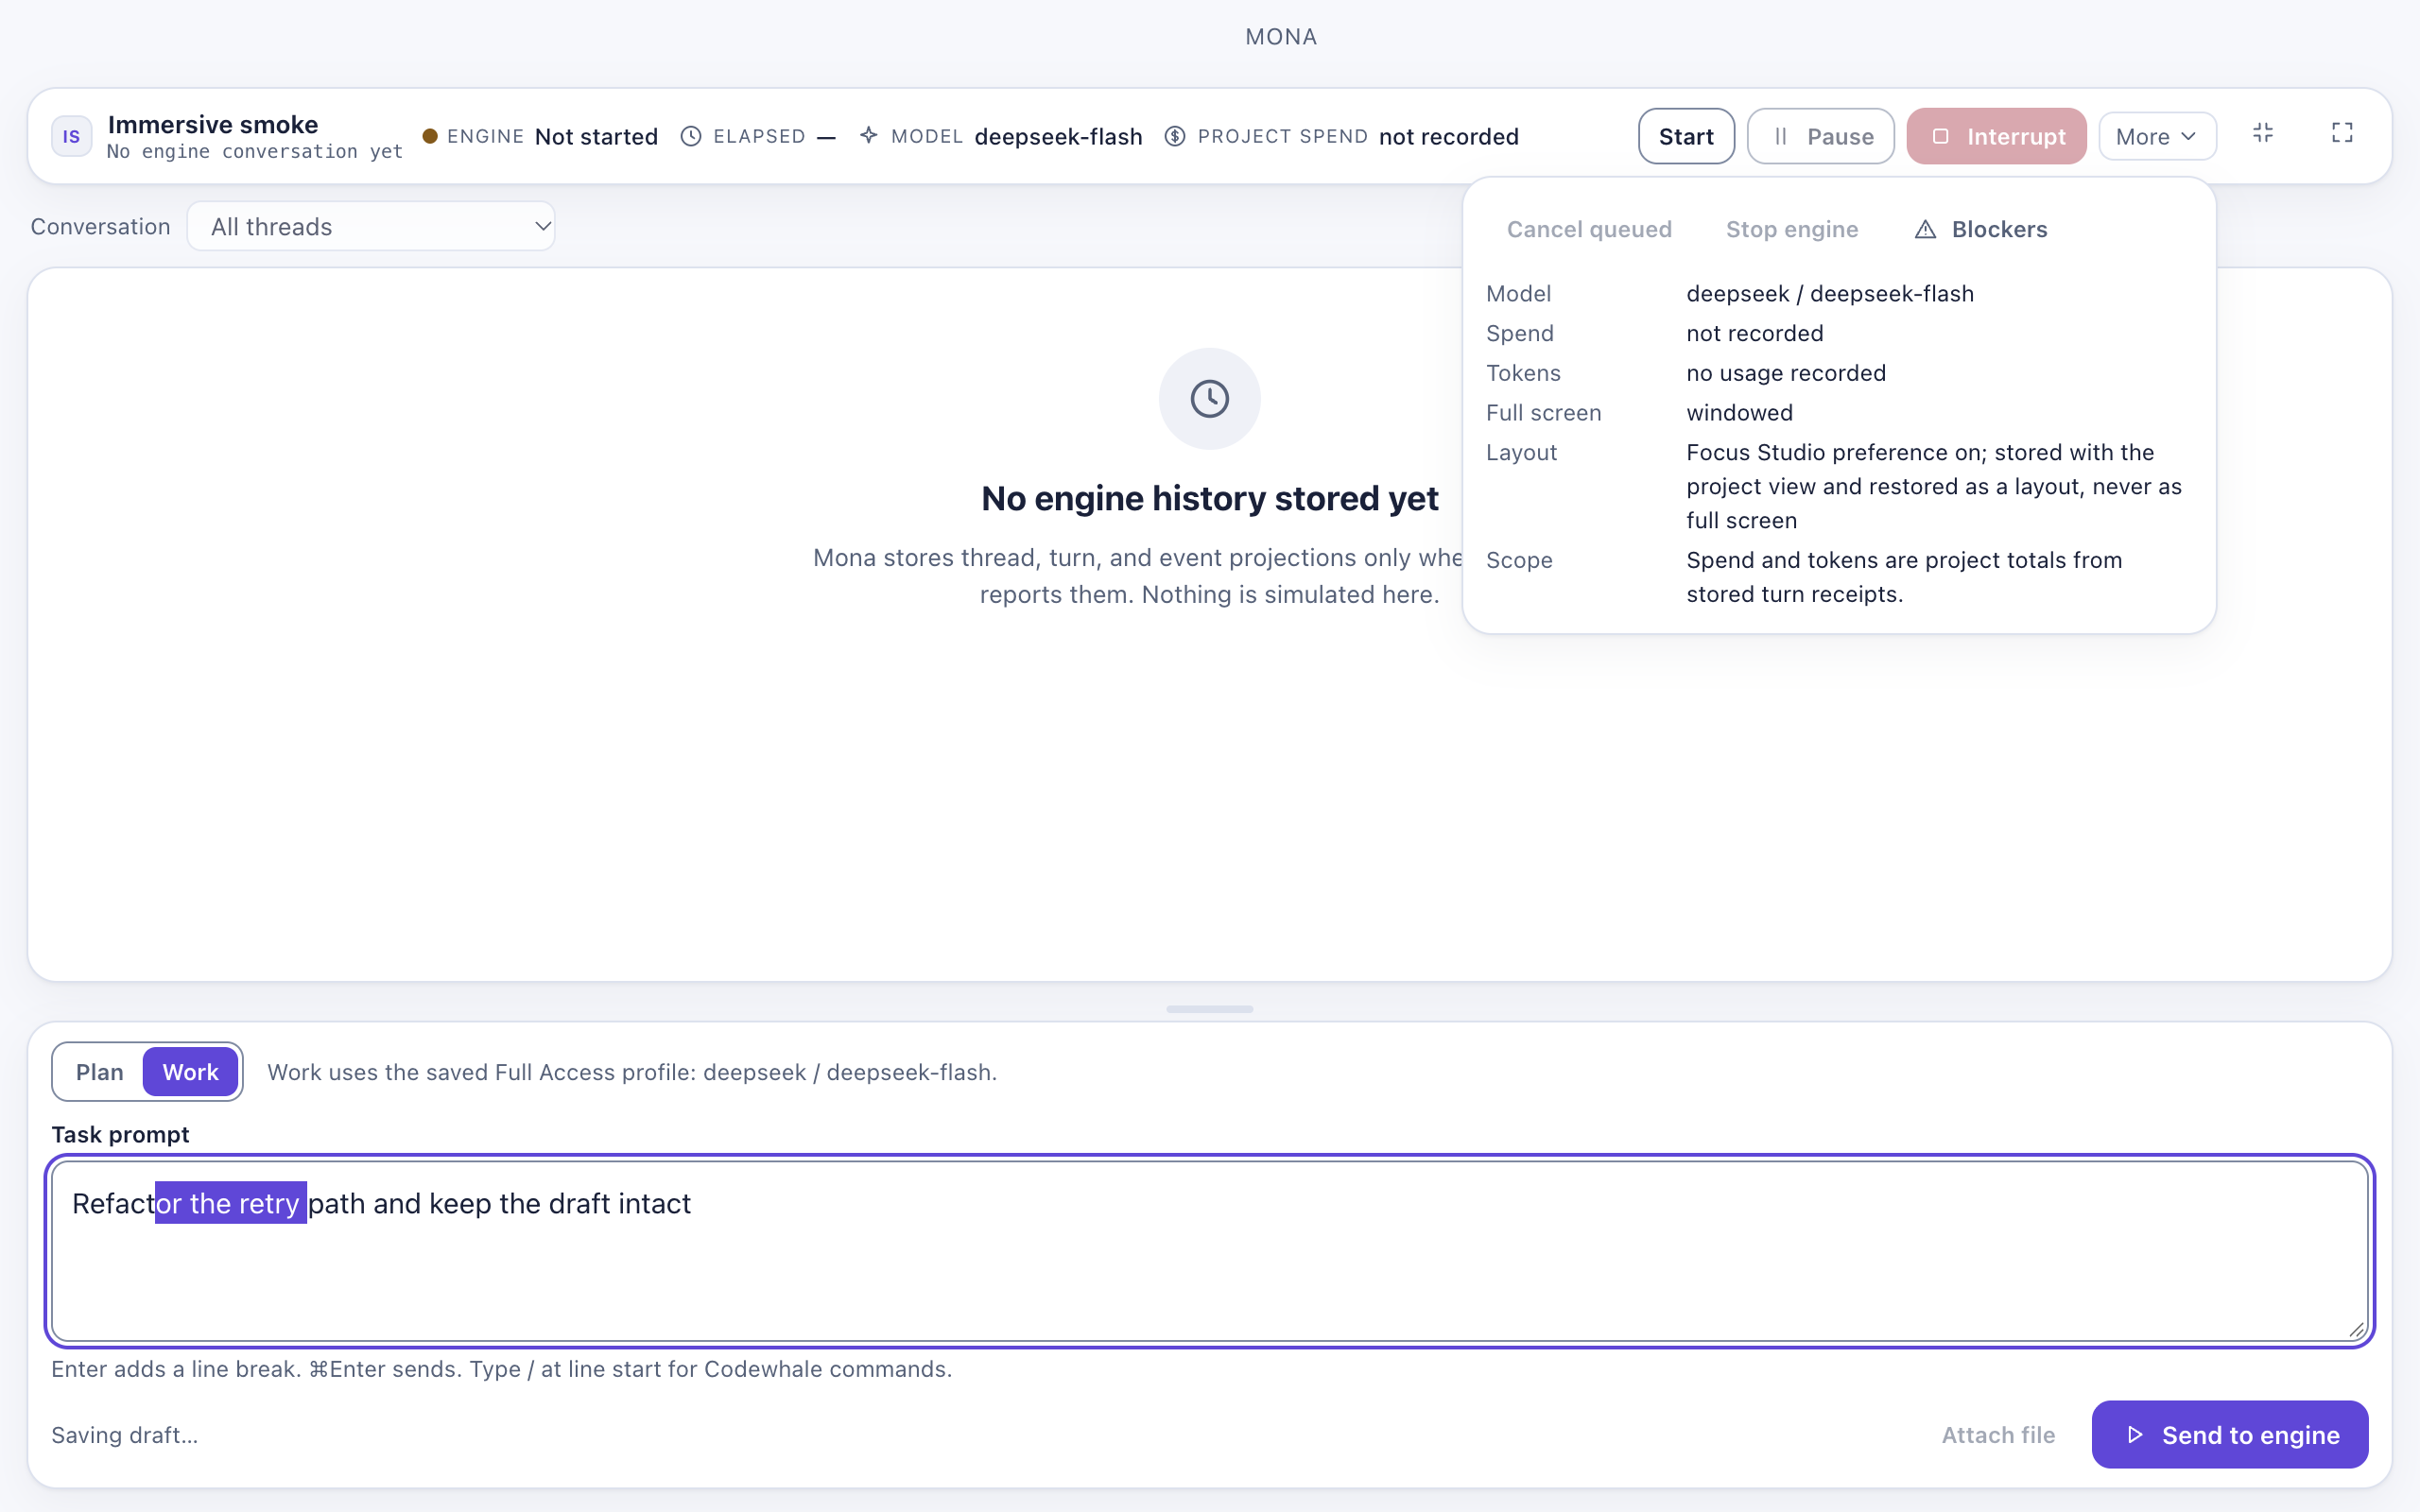 MONA
IS
Immersive smoke
No engine conversation yet
ENGINE Not started
ELAPSED —
MODEL deepseek-flash
PROJECT SPEND not recorded
Start
Pause
Interrupt
More
Conversation
All threads
Cancel queued
Stop engine
Blockers
Model deepseek / deepseek-flash
Spend not recorded
Tokens no usage recorded
Full screen windowed
Layout Focus Studio preference on; stored with the
project view and restored as a layout, never as
full screen
Scope Spend and tokens are project totals from
stored turn receipts.
No engine history stored yet
Mona stores thread, turn, and event projections only
reports them. Nothing is simulated here.
Plan
Work
Work uses the saved Full Access profile: deepseek / deepseek-flash.
Task prompt
Refactor the retry path and keep the draft intact
Enter adds a line break. ⌘Enter sends. Type / at line start for Codewhale commands.
Saving draft...
Attach file
Send to engine